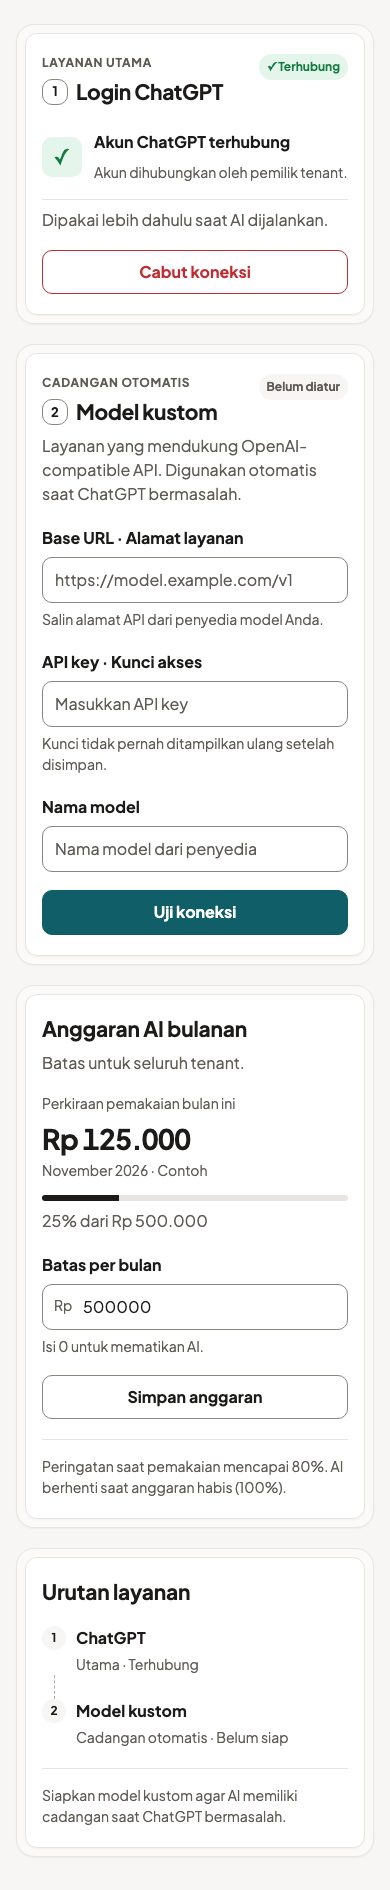 LAYANAN UTAMA
✓Terhubung
1 Login ChatGPT
✓
Akun ChatGPT terhubung
Akun dihubungkan oleh pemilik tenant.
Dipakai lebih dahulu saat AI dijalankan.
Cabut koneksi
CADANGAN OTOMATIS
Belum diatur
2 Model kustom
Layanan yang mendukung OpenAI-
compatible API. Digunakan otomatis
saat ChatGPT bermasalah.
Base URL · Alamat layanan
https://model.example.com/v1
Salin alamat API dari penyedia model Anda.
API key · Kunci akses
Masukkan API key
Kunci tidak pernah ditampilkan ulang setelah
disimpan.
Nama model
Nama model dari penyedia
Uji koneksi
Anggaran AI bulanan
Batas untuk seluruh tenant.
Perkiraan pemakaian bulan ini
Rp 125.000
November 2026 · Contoh
25% dari Rp 500.000
Batas per bulan
Rp 500000
Isi 0 untuk mematikan AI.
Simpan anggaran
Peringatan saat pemakaian mencapai 80%. AI
berhenti saat anggaran habis (100%).
Urutan layanan
1 ChatGPT
Utama · Terhubung
2 Model kustom
Cadangan otomatis · Belum siap
Siapkan model kustom agar AI memiliki
cadangan saat ChatGPT bermasalah.